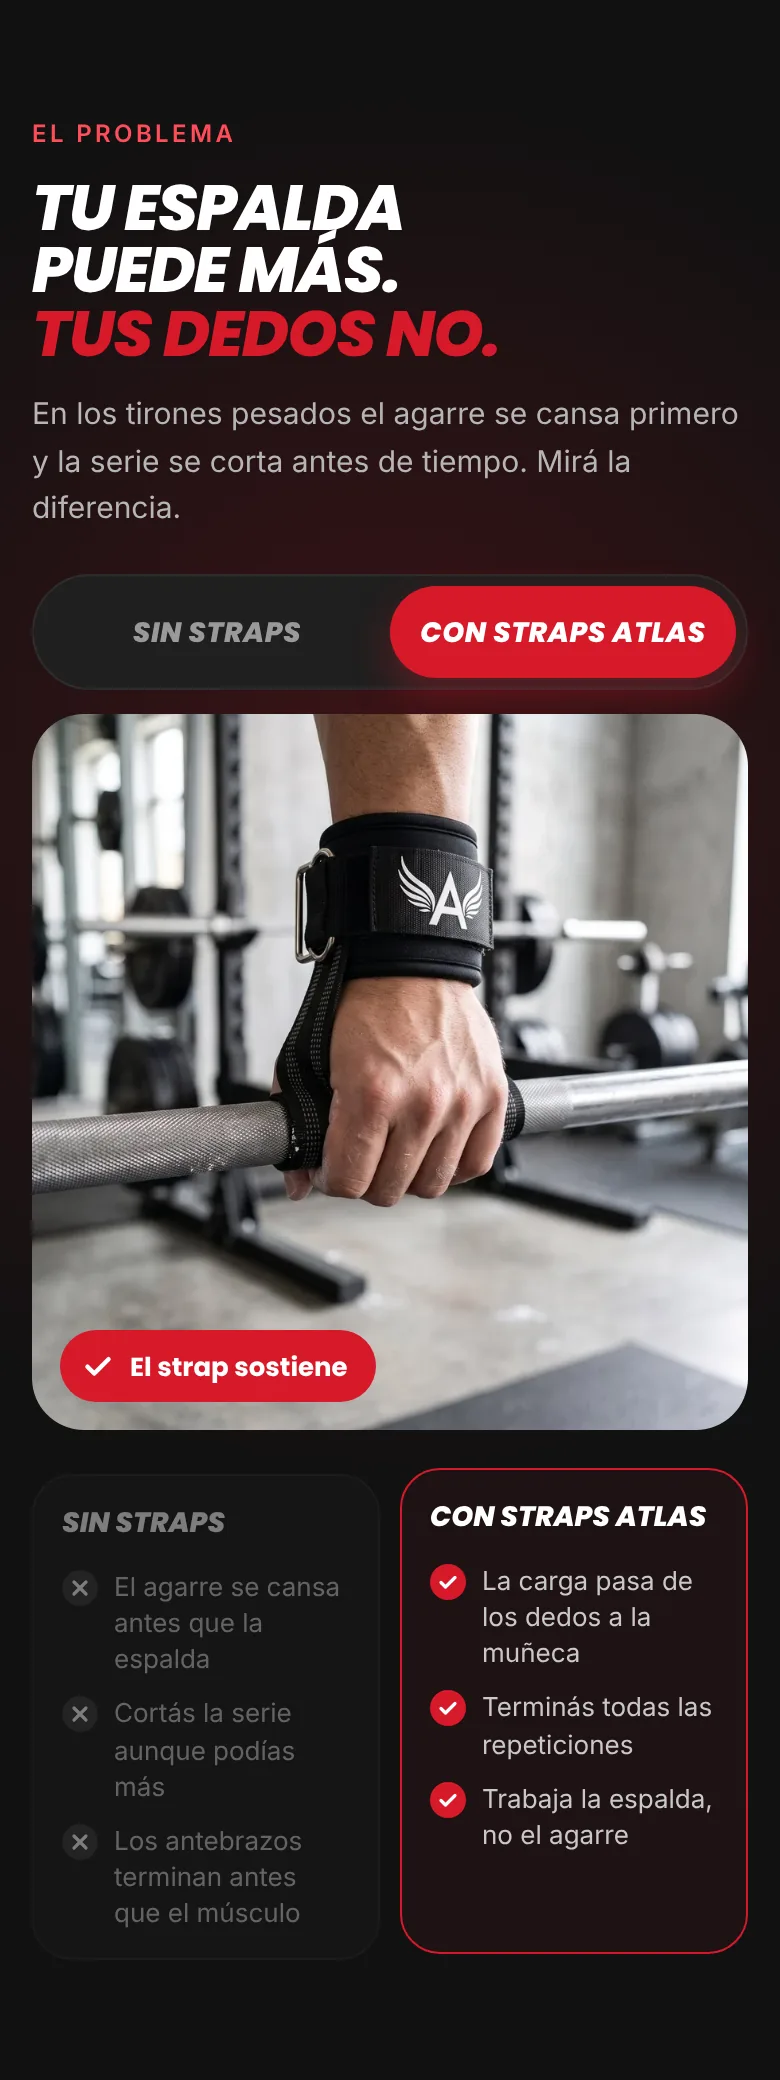 EL PROBLEMA
TU ESPALDA
PUEDE MÁS.
TUS DEDOS NO.
En los tirones pesados el agarre se cansa primero
y la serie se corta antes de tiempo. Mirá la
diferencia.
SIN STRAPS
CON STRAPS ATLAS
A
El strap sostiene
SIN STRAPS
El agarre se cansa
antes que la
espalda
Cortás la serie
aunque podías
más
Los antebrazos
terminan antes
que el músculo
CON STRAPS ATLAS
La carga pasa de
los dedos a la
muñeca
Terminás todas las
repeticiones
Trabaja la espalda,
no el agarre